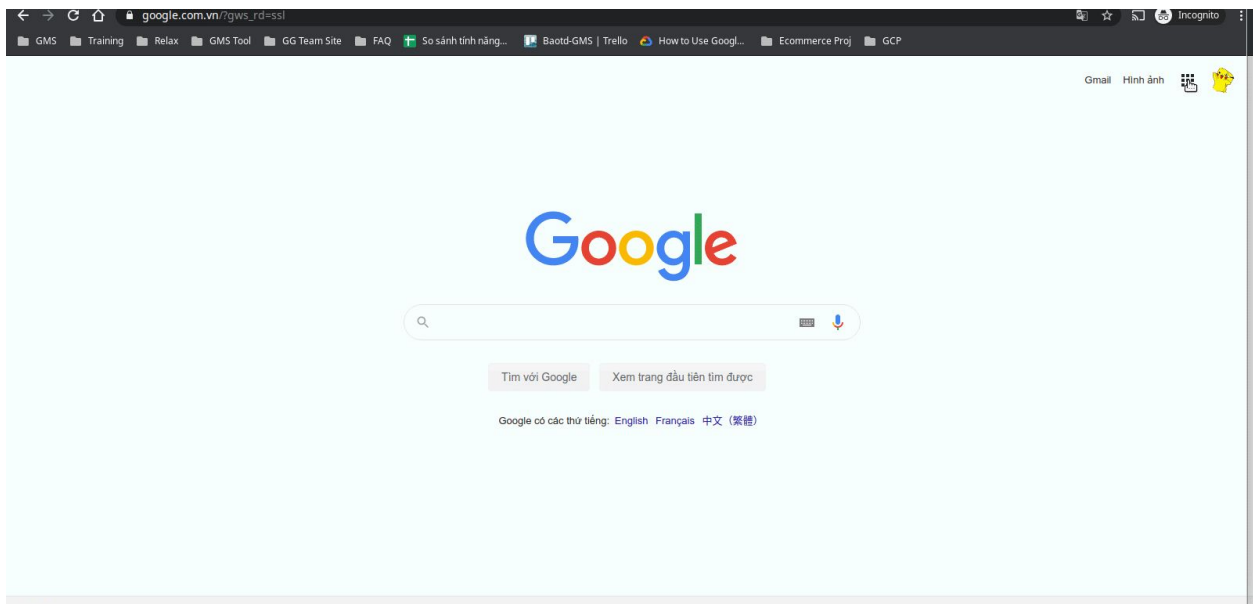 google.com.vn/?gws_rd=ssl Incognito
GMS Training Relax GMS Tool GG Team Site FAQ So sánh tính năng... Baotd-GMS | Trello How to Use Googl... Ecommerce Proj GCP
Gmail Hình ảnh
Google
Tìm với Google Xem trang đầu tiên tìm được
Google có các thứ tiếng: English Français 中文（繁體）